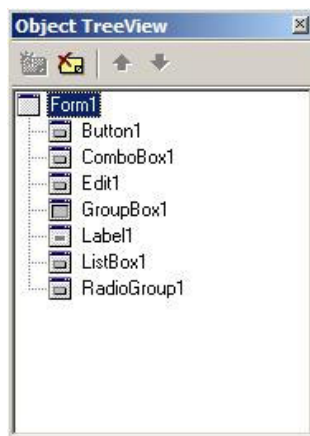 Object TreeView
Form1
Button1
ComboBox1
Edit1
GroupBox1
Label1
ListBox1
RadioGroup1